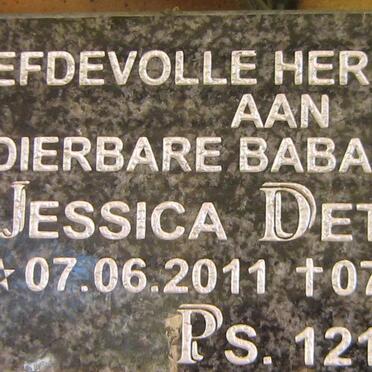 EFDEVOLLE HER
AAN
DIERBARE BABA
JESSICA DET
☆ 07.06.2011 †07
PS. 121